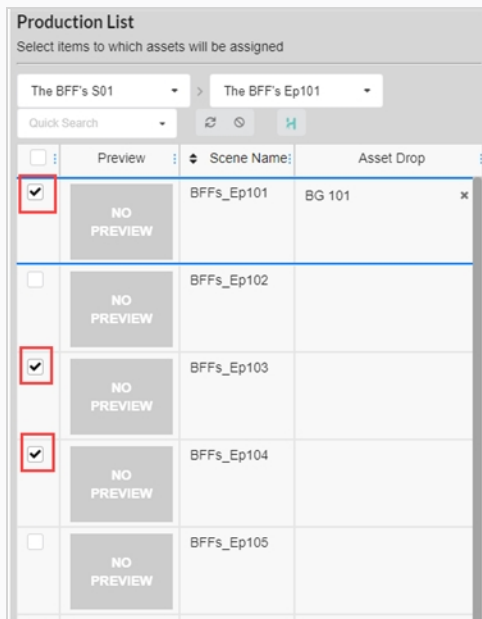 Production List
Select items to which assets will be assigned
The BFF's S01 > The BFF's Ep101
Quick Search
Preview Scene Name Asset Drop
NO PREVIEW BFFs_Ep101 BG 101 ×
NO PREVIEW BFFs_Ep102
NO PREVIEW BFFs_Ep103
NO PREVIEW BFFs_Ep104
NO PREVIEW BFFs_Ep105